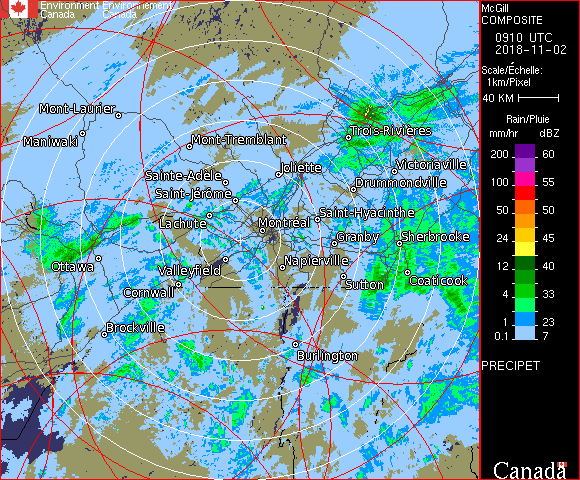 Environment Environnement
Canada Canada
Mont-Laurier
Maniwaki
Mont-Tremblant
Trois-Rivières
Joliette
Victoriaville
Sainte-Adèle
Drummondville
Saint-Jérôme
Saint-Hyacinthe
Lachute
Montréal
Granby
Sherbrooke
Ottawa
Valleyfield
Napierville
Cornwall
Sutton
Coaticook
Brockville
Burlington
McGill
COMPOSITE
0910 UTC
2018-11-02
Scale/Échelle:
1km/Pixel
40 KM
Rain/Pluie
mm/hr dBZ
200 60
100 55
50 50
24 45
12 40
4 33
1 23
0.1 7
PRECIPET
Canada